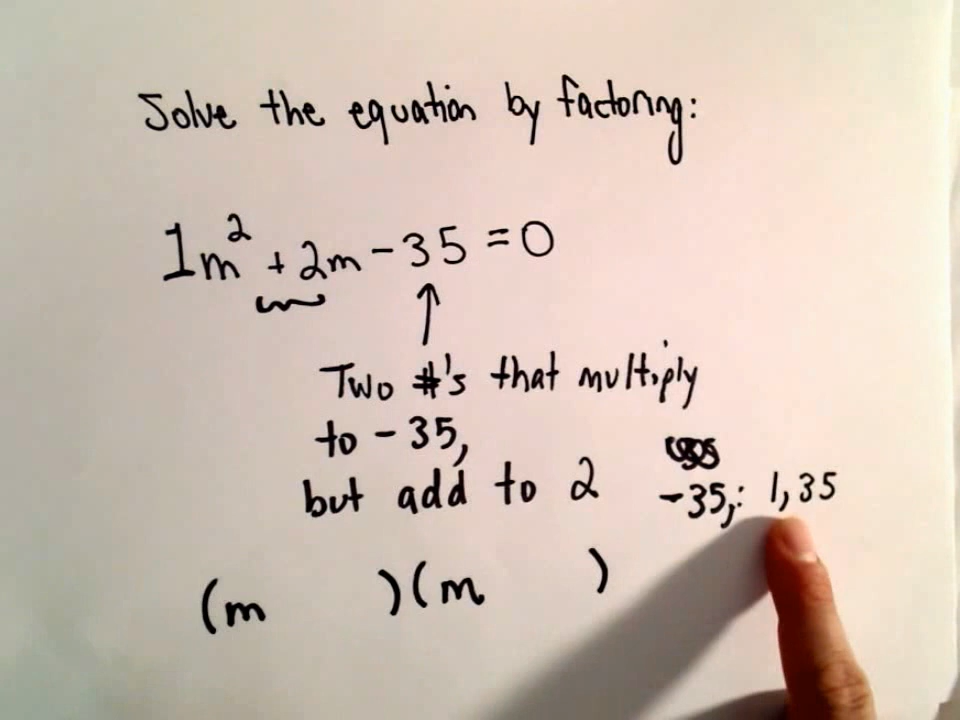 Solve the equation by factoring:
1m² + 2m - 35 = 0
Two #'s that multiply
to - 35,
but add to 2
-35,: 1, 35
(m )(m )